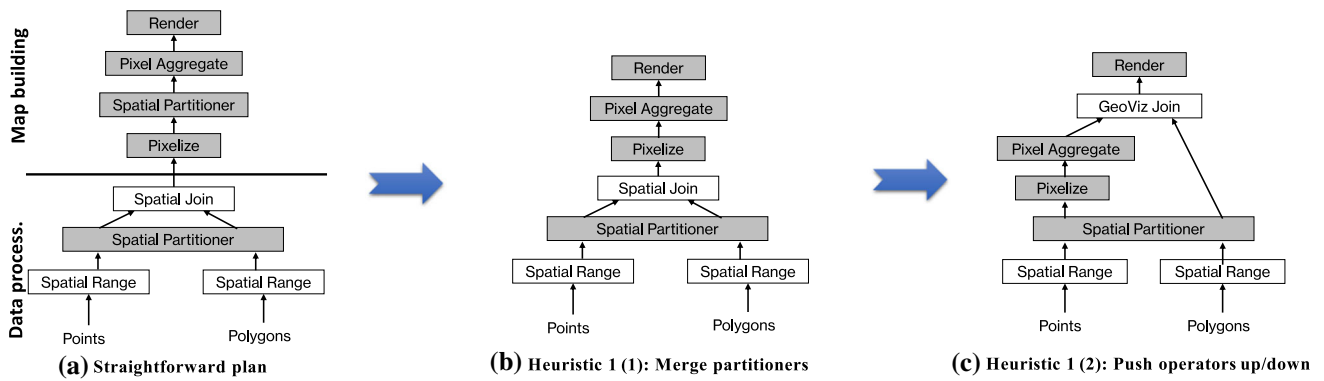 Map building
Data process.
Render
Pixel Aggregate
Spatial Partitioner
Pixelize
Spatial Join
Spatial Partitioner
Spatial Range
Spatial Range
Points
Polygons
(a) Straightforward plan
Render
Pixel Aggregate
Pixelize
Spatial Join
Spatial Partitioner
Spatial Range
Spatial Range
Points
Polygons
(b) Heuristic 1 (1): Merge partitioners
Render
GeoViz Join
Pixel Aggregate
Pixelize
Spatial Partitioner
Spatial Range
Spatial Range
Points
Polygons
(c) Heuristic 1 (2): Push operators up/down